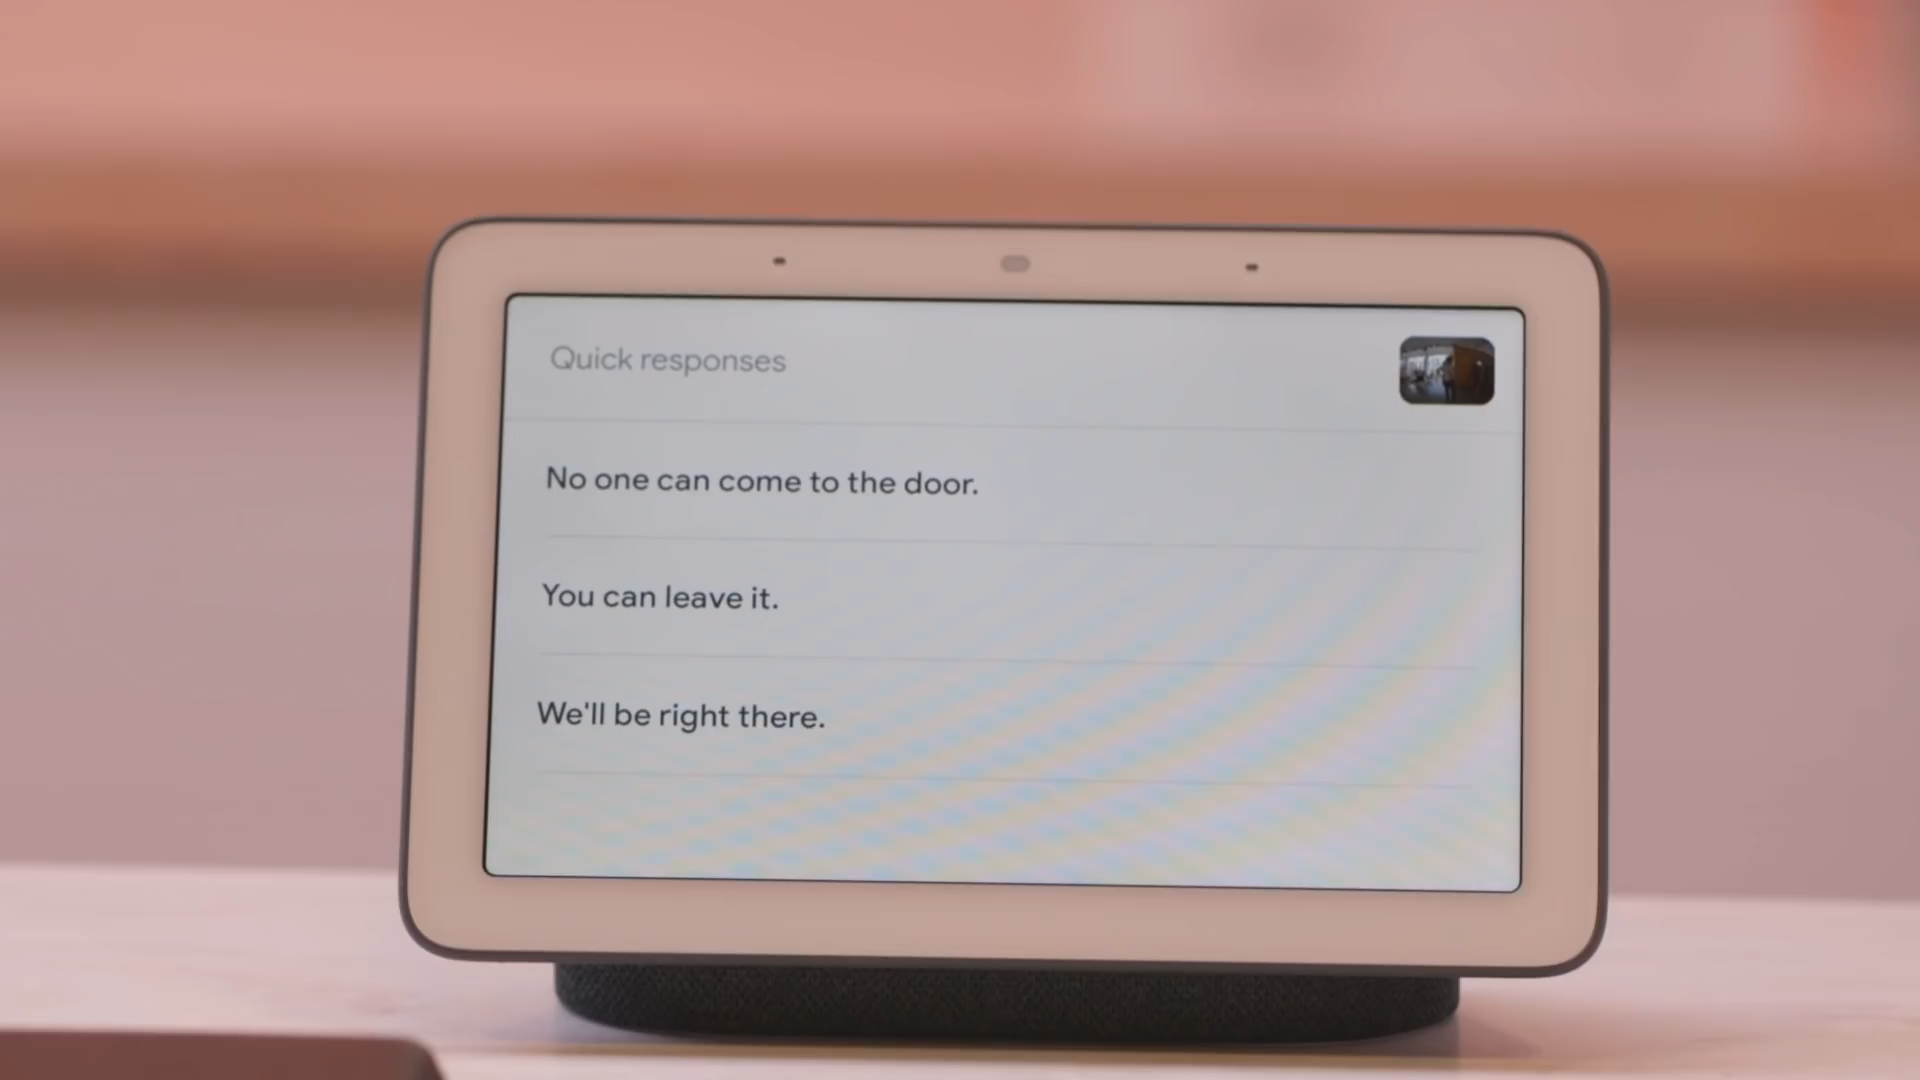 Quick responses
No one can come to the door.
You can leave it.
We'll be right there.